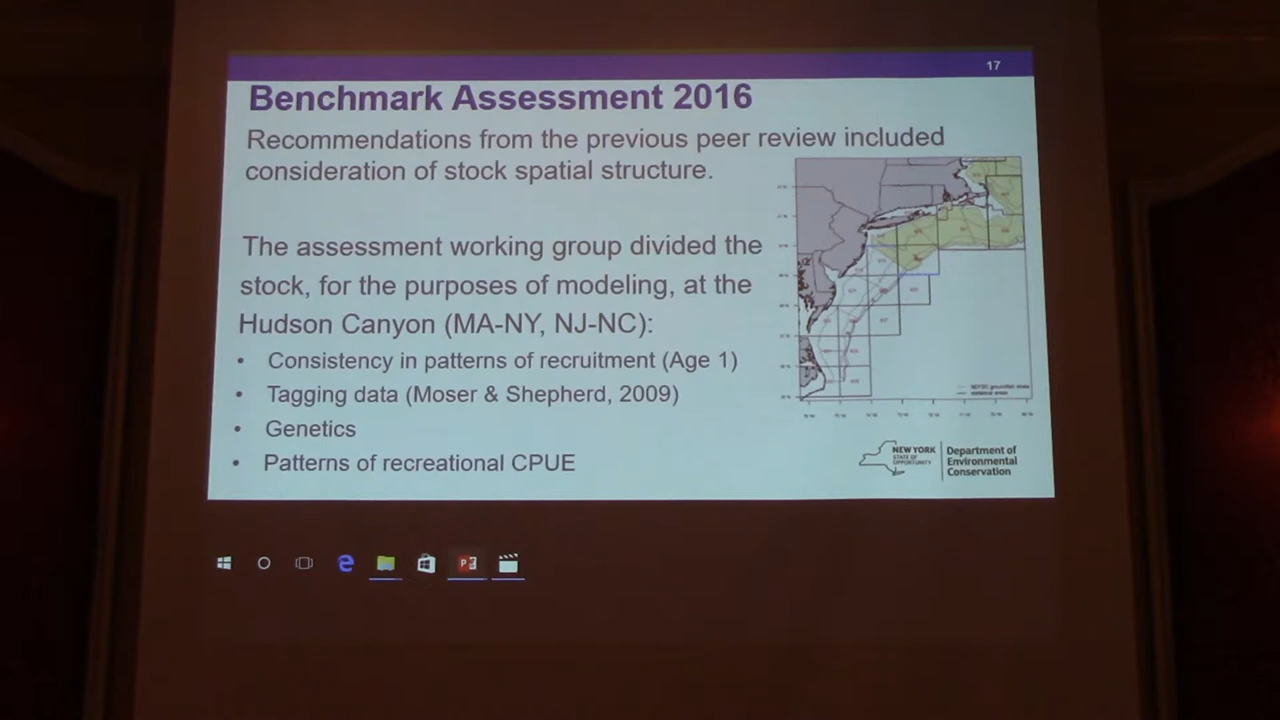 17
Benchmark Assessment 2016
Recommendations from the previous peer review included
consideration of stock spatial structure.
The assessment working group divided the
stock, for the purposes of modeling, at the
Hudson Canyon (MA-NY, NJ-NC):
• Consistency in patterns of recruitment (Age 1)
• Tagging data (Moser & Shepherd, 2009)
• Genetics
• Patterns of recreational CPUE
NEW YORK
STATE OF
OPPORTUNITY
Department of
Environmental
Conservation